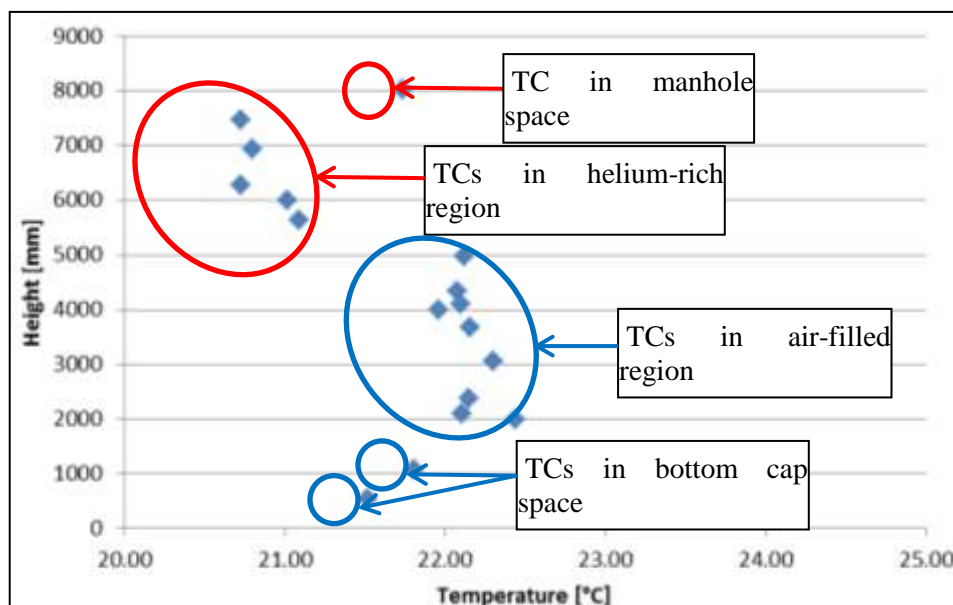 9000
8000
7000
6000
5000
4000
3000
2000
1000
0
Height [mm]
TC in manhole
space
TCs in helium-rich
region
TCs in air-filled
region
TCs in bottom cap
space
20.00 21.00 22.00 23.00 24.00 25.00
Temperature [°C]